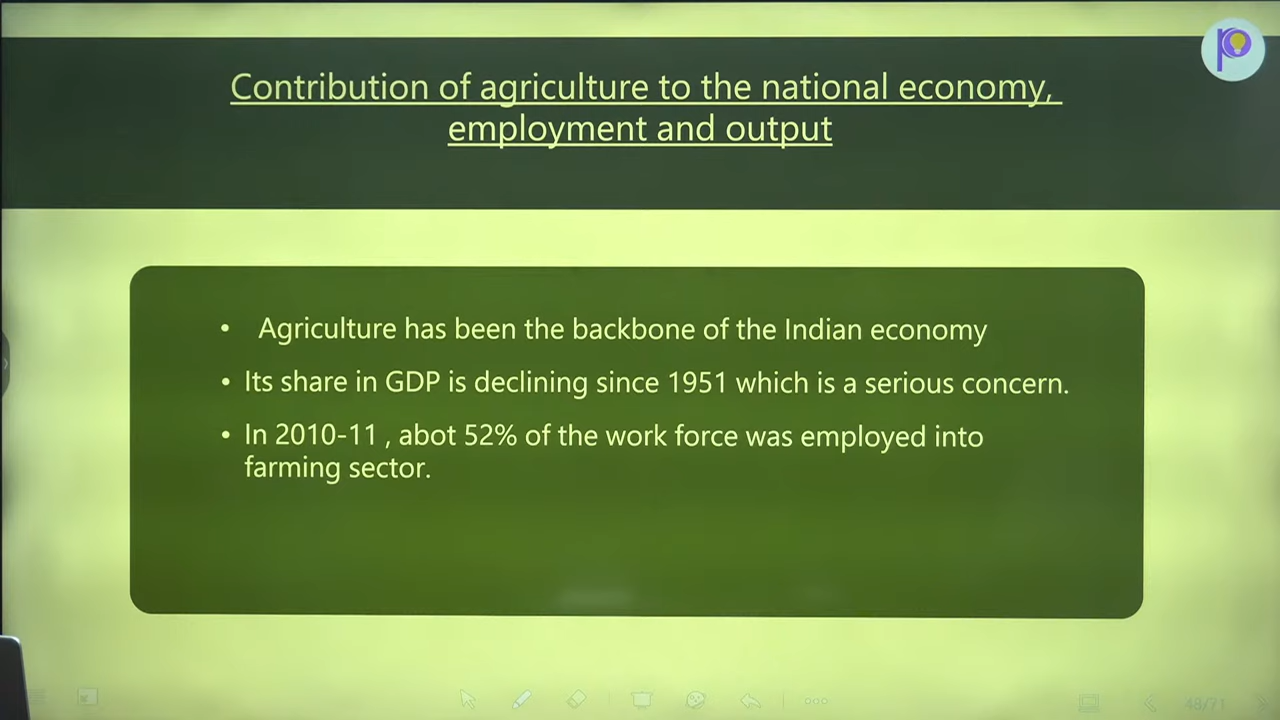 Contribution of agriculture to the national economy,
employment and output
• Agriculture has been the backbone of the Indian economy
• Its share in GDP is declining since 1951 which is a serious concern.
• In 2010-11 , abot 52% of the work force was employed into
farming sector.
48/71